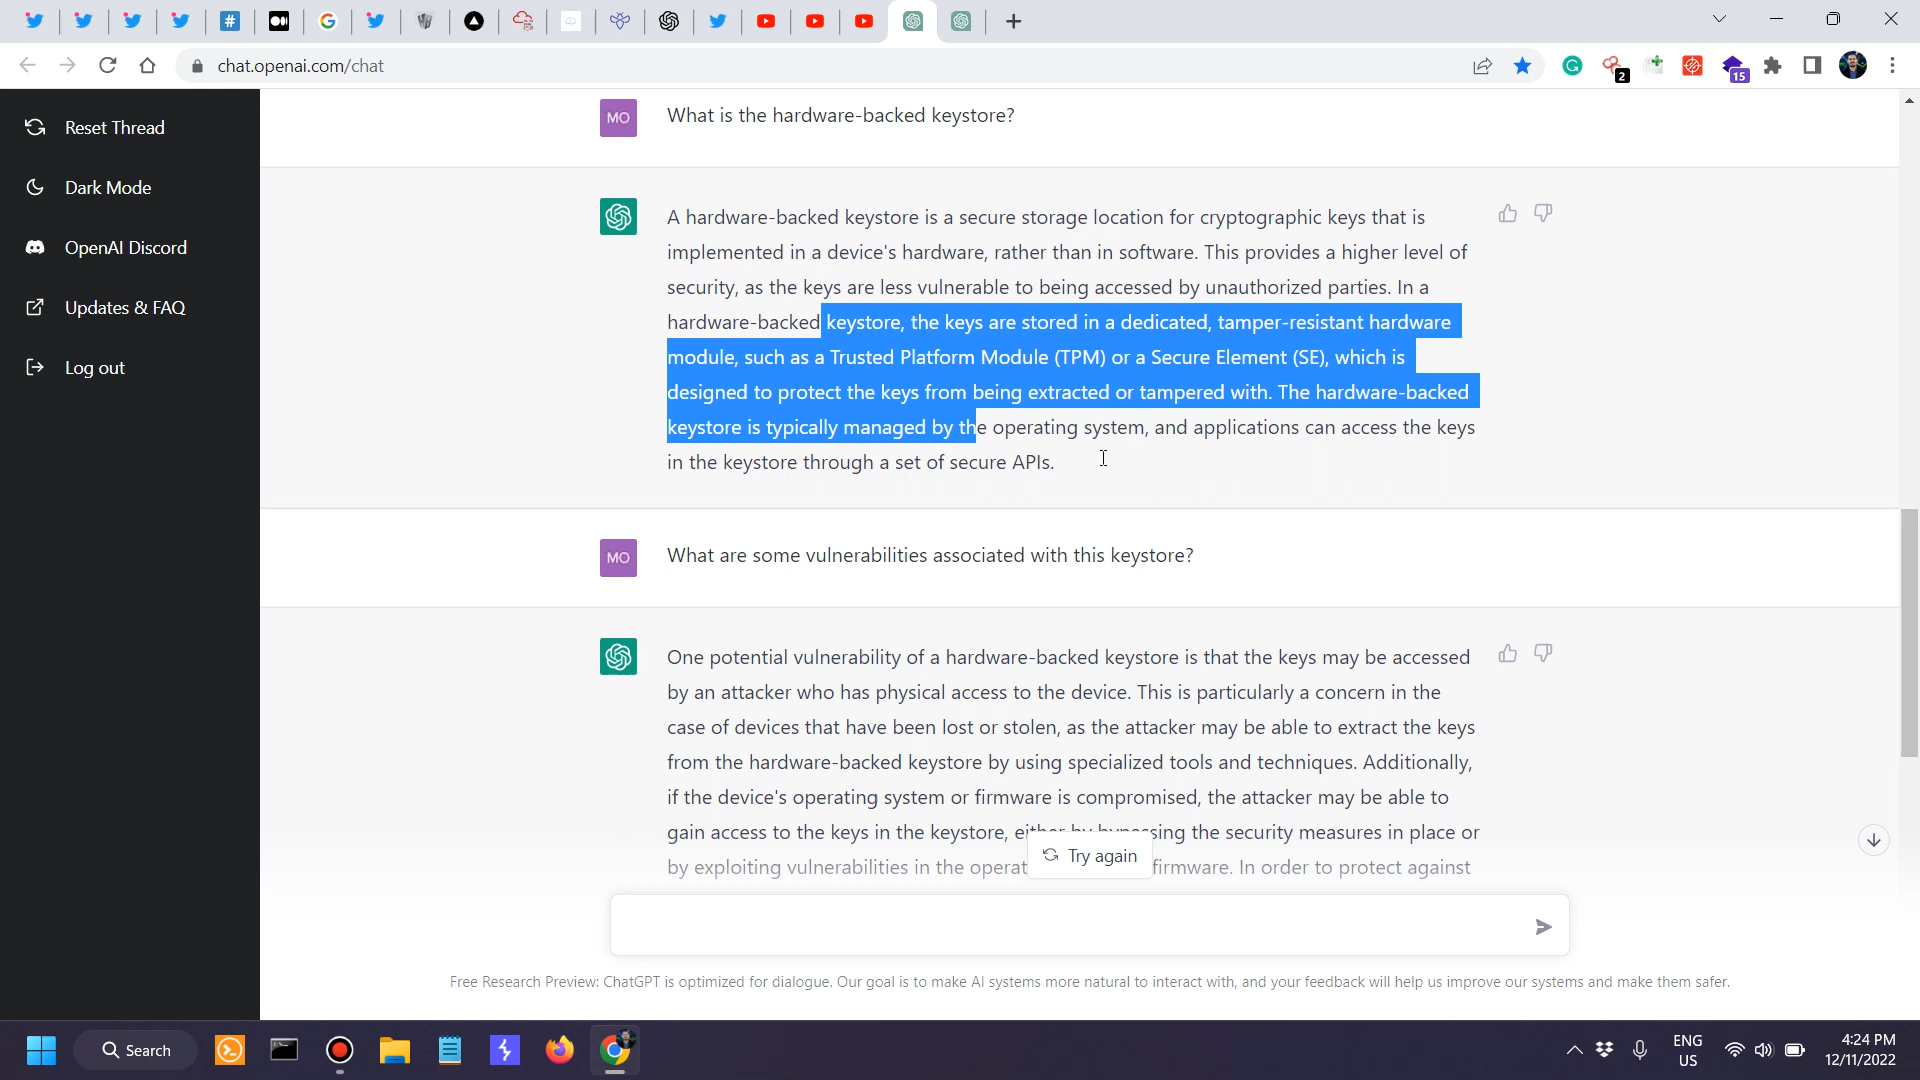 #
chat.openai.com/chat
2
15
Reset Thread
Dark Mode
OpenAI Discord
Updates & FAQ
Log out
MO
What is the hardware-backed keystore?
A hardware-backed keystore is a secure storage location for cryptographic keys that is
implemented in a device's hardware, rather than in software. This provides a higher level of
security, as the keys are less vulnerable to being accessed by unauthorized parties. In a
hardware-backed keystore, the keys are stored in a dedicated, tamper-resistant hardware
module, such as a Trusted Platform Module (TPM) or a Secure Element (SE), which is
designed to protect the keys from being extracted or tampered with. The hardware-backed
keystore is typically managed by the operating system, and applications can access the keys
in the keystore through a set of secure APIs.
MO
What are some vulnerabilities associated with this keystore?
One potential vulnerability of a hardware-backed keystore is that the keys may be accessed
by an attacker who has physical access to the device. This is particularly a concern in the
case of devices that have been lost or stolen, as the attacker may be able to extract the keys
from the hardware-backed keystore by using specialized tools and techniques. Additionally,
if the device's operating system or firmware is compromised, the attacker may be able to
gain access to the keys in the keystore, either by bypassing the security measures in place or
by exploiting vulnerabilities in the operat firmware. In order to protect against
Try again
Free Research Preview: ChatGPT is optimized for dialogue. Our goal is to make AI systems more natural to interact with, and your feedback will help us improve our systems and make them safer.
Search
ENG
US
4:24 PM
12/11/2022